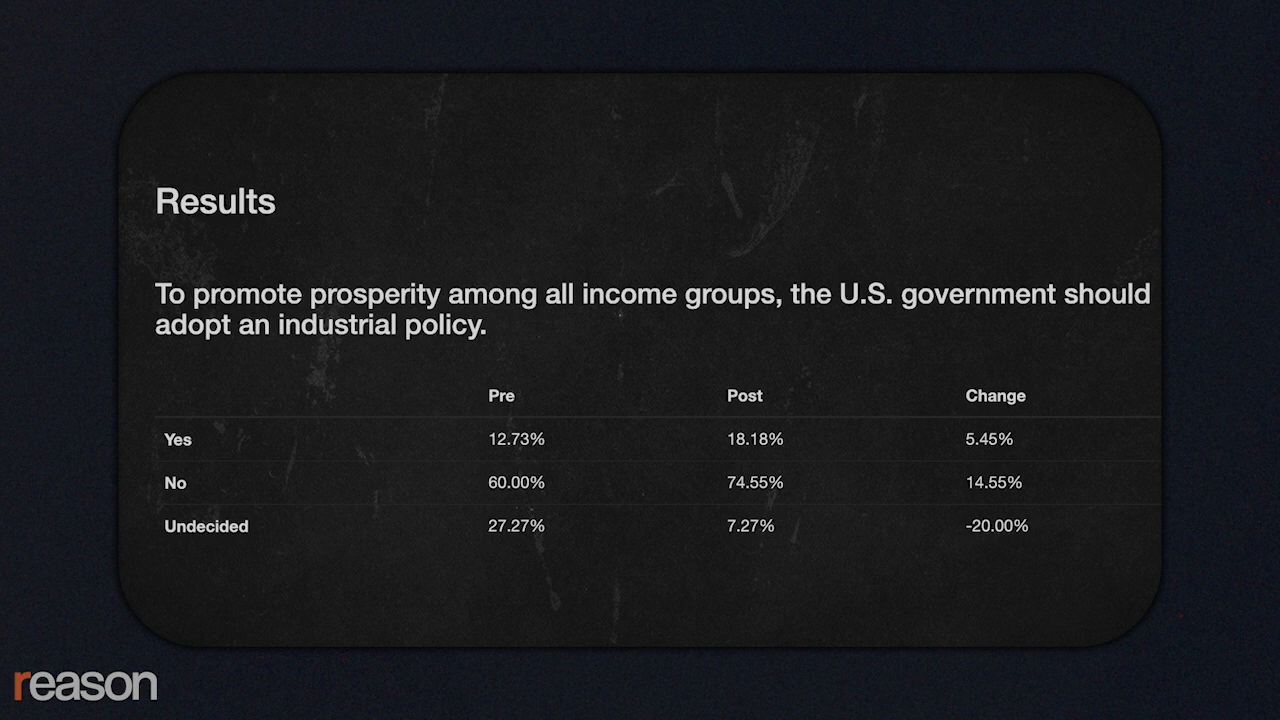 Results
To promote prosperity among all income groups, the U.S. government should
adopt an industrial policy.
Pre Post Change
Yes 12.73% 18.18% 5.45%
No 60.00% 74.55% 14.55%
Undecided 27.27% 7.27% -20.00%
reason